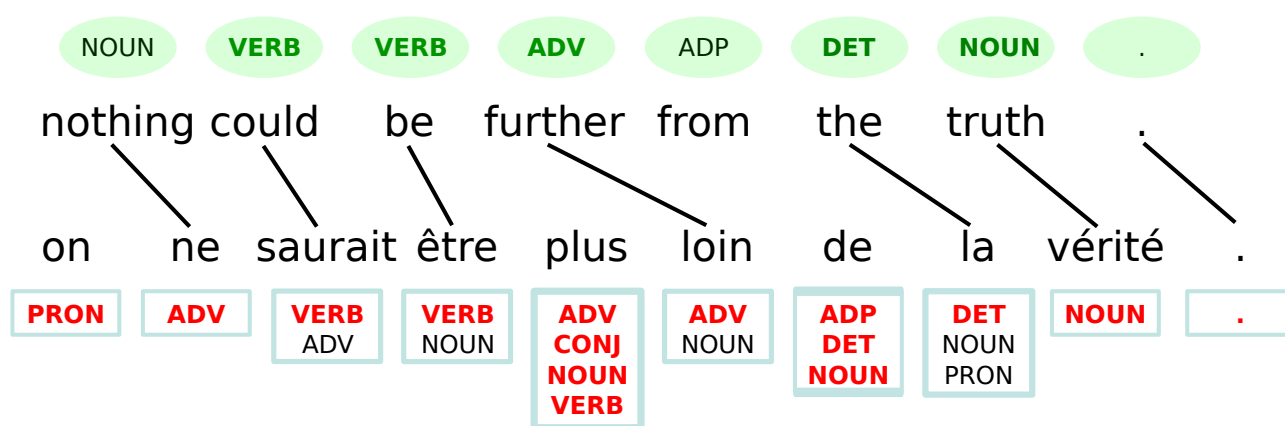 NOUN VERB VERB ADV ADP DET NOUN .
nothing could be further from the truth .
on ne saurait être plus loin de la vérité .
PRON ADV VERB VERB ADV ADV ADP DET NOUN .
ADV NOUN CONJ NOUN DET NOUN
NOUN NOUN PRON
VERB